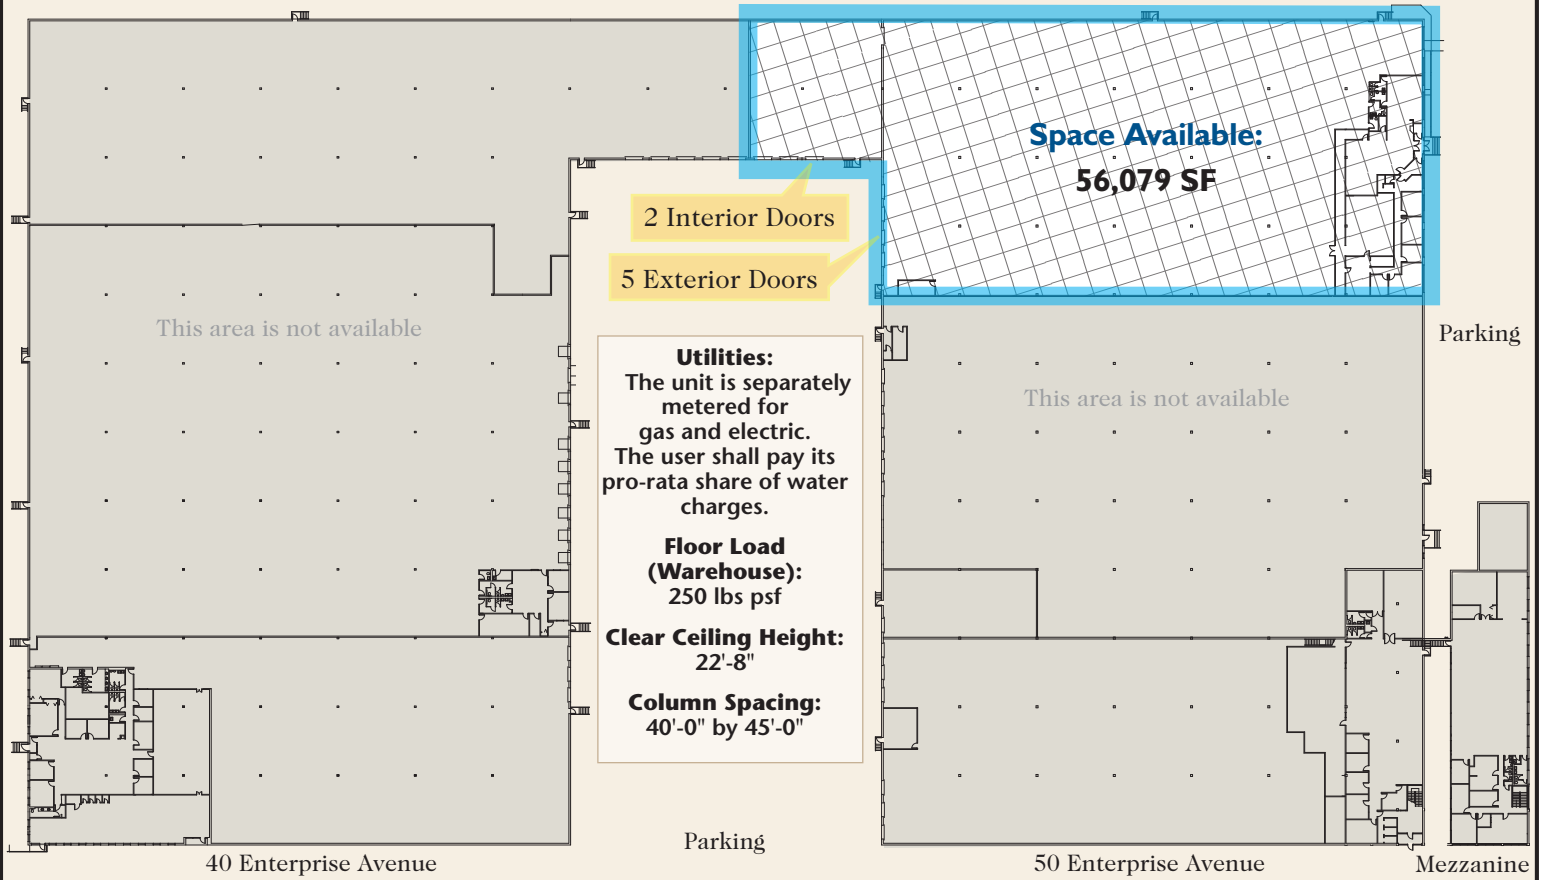 Space Available:
56,079 SF
2 Interior Doors
5 Exterior Doors
This area is not available
Parking
Utilities:
The unit is separately
metered for
gas and electric.
The user shall pay its
pro-rata share of water
charges.
Floor Load
(Warehouse):
250 lbs psf
Clear Ceiling Height:
22'-8"
Column Spacing:
40'-0" by 45'-0"
This area is not available
Parking
40 Enterprise Avenue
50 Enterprise Avenue
Mezzanine